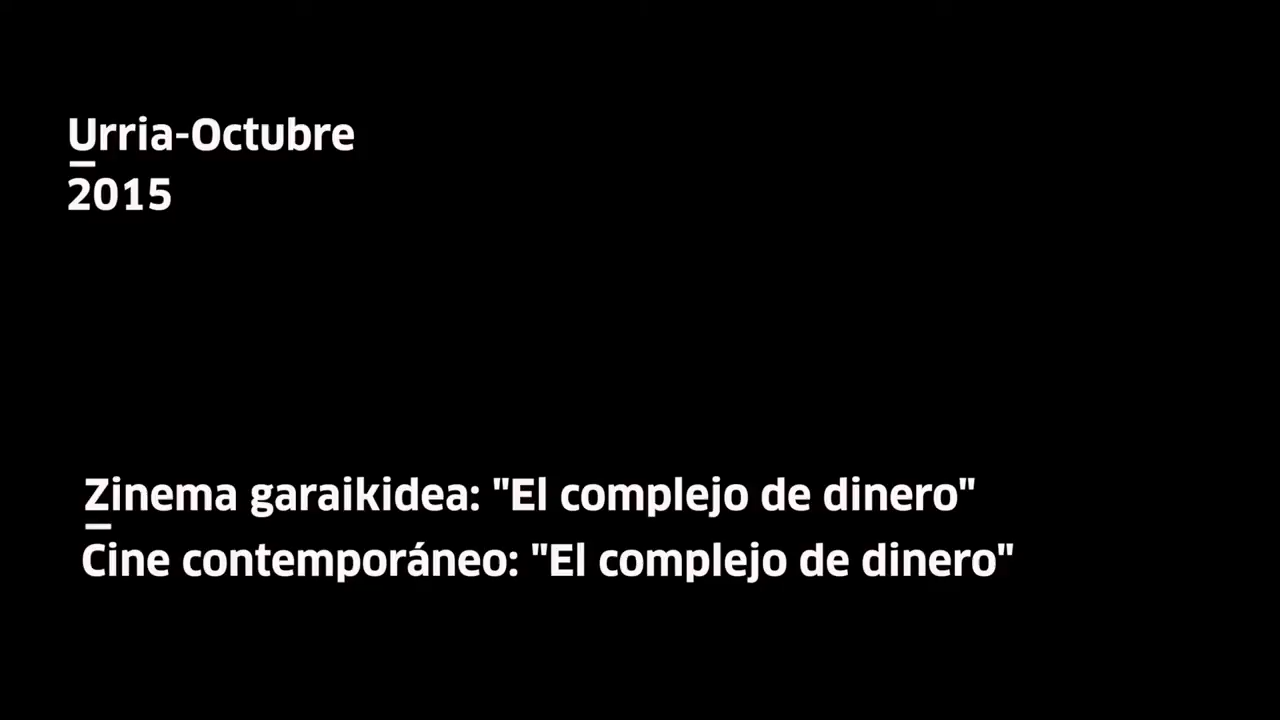 Urria-Octubre
2015
Zinema garaikidea: "El complejo de dinero"
Cine contemporáneo: "El complejo de dinero"